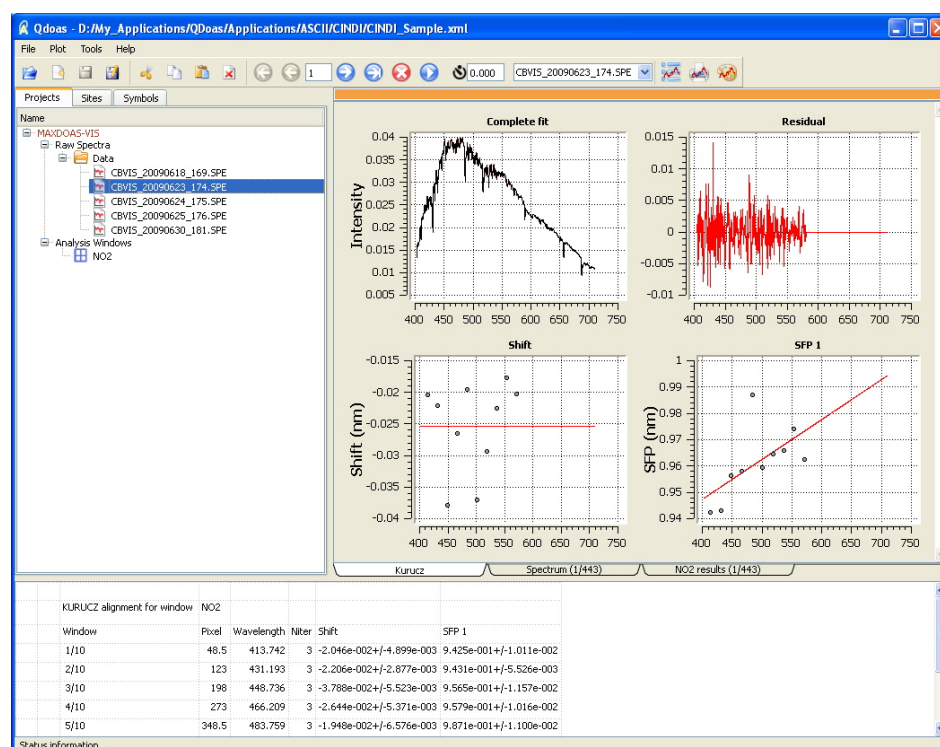 Qdoas - D:/My_Applications/QDoas/Applications/ASCII/CINDI/CINDI_Sample.xml
File Plot Tools Help
1 0.000 CBVIS_20090623_174.SPE
Projects Sites Symbols
Name
MAXDOAS-VIS
Raw Spectra
Data
CBVIS_20090618_169.SPE
CBVIS_20090623_174.SPE
CBVIS_20090624_175.SPE
CBVIS_20090625_176.SPE
CBVIS_20090630_181.SPE
Analysis Windows
NO2
Complete fit
Intensity
0.04
0.035
0.03
0.025
0.02
0.015
0.01
0.005
400 450 500 550 600 650 700 750
Residual
0.015
0.01
0.005
0
-0.005
-0.01
400 450 500 550 600 650 700 750
Shift
Shift (nm)
-0.015
-0.02
-0.025
-0.03
-0.035
-0.04
400 450 500 550 600 650 700 750
SFP 1
SFP (nm)
1
0.99
0.98
0.97
0.96
0.95
0.94
400 450 500 550 600 650 700 750
Kurucz Spectrum (1/443) NO2 results (1/443)
KURUCZ alignment for window NO2
Window Pixel Wavelength Niter Shift SFP 1
1/10 48.5 413.742 3 -2.046e-002+/-4.899e-003 9.425e-001+/-1.011e-002
2/10 123 431.193 3 -2.206e-002+/-2.877e-003 9.431e-001+/-5.526e-003
3/10 198 448.736 3 -3.788e-002+/-5.523e-003 9.565e-001+/-1.157e-002
4/10 273 466.209 3 -2.644e-002+/-5.371e-003 9.579e-001+/-1.016e-002
5/10 348.5 483.759 3 -1.948e-002+/-6.576e-003 9.871e-001+/-1.100e-002
Status information